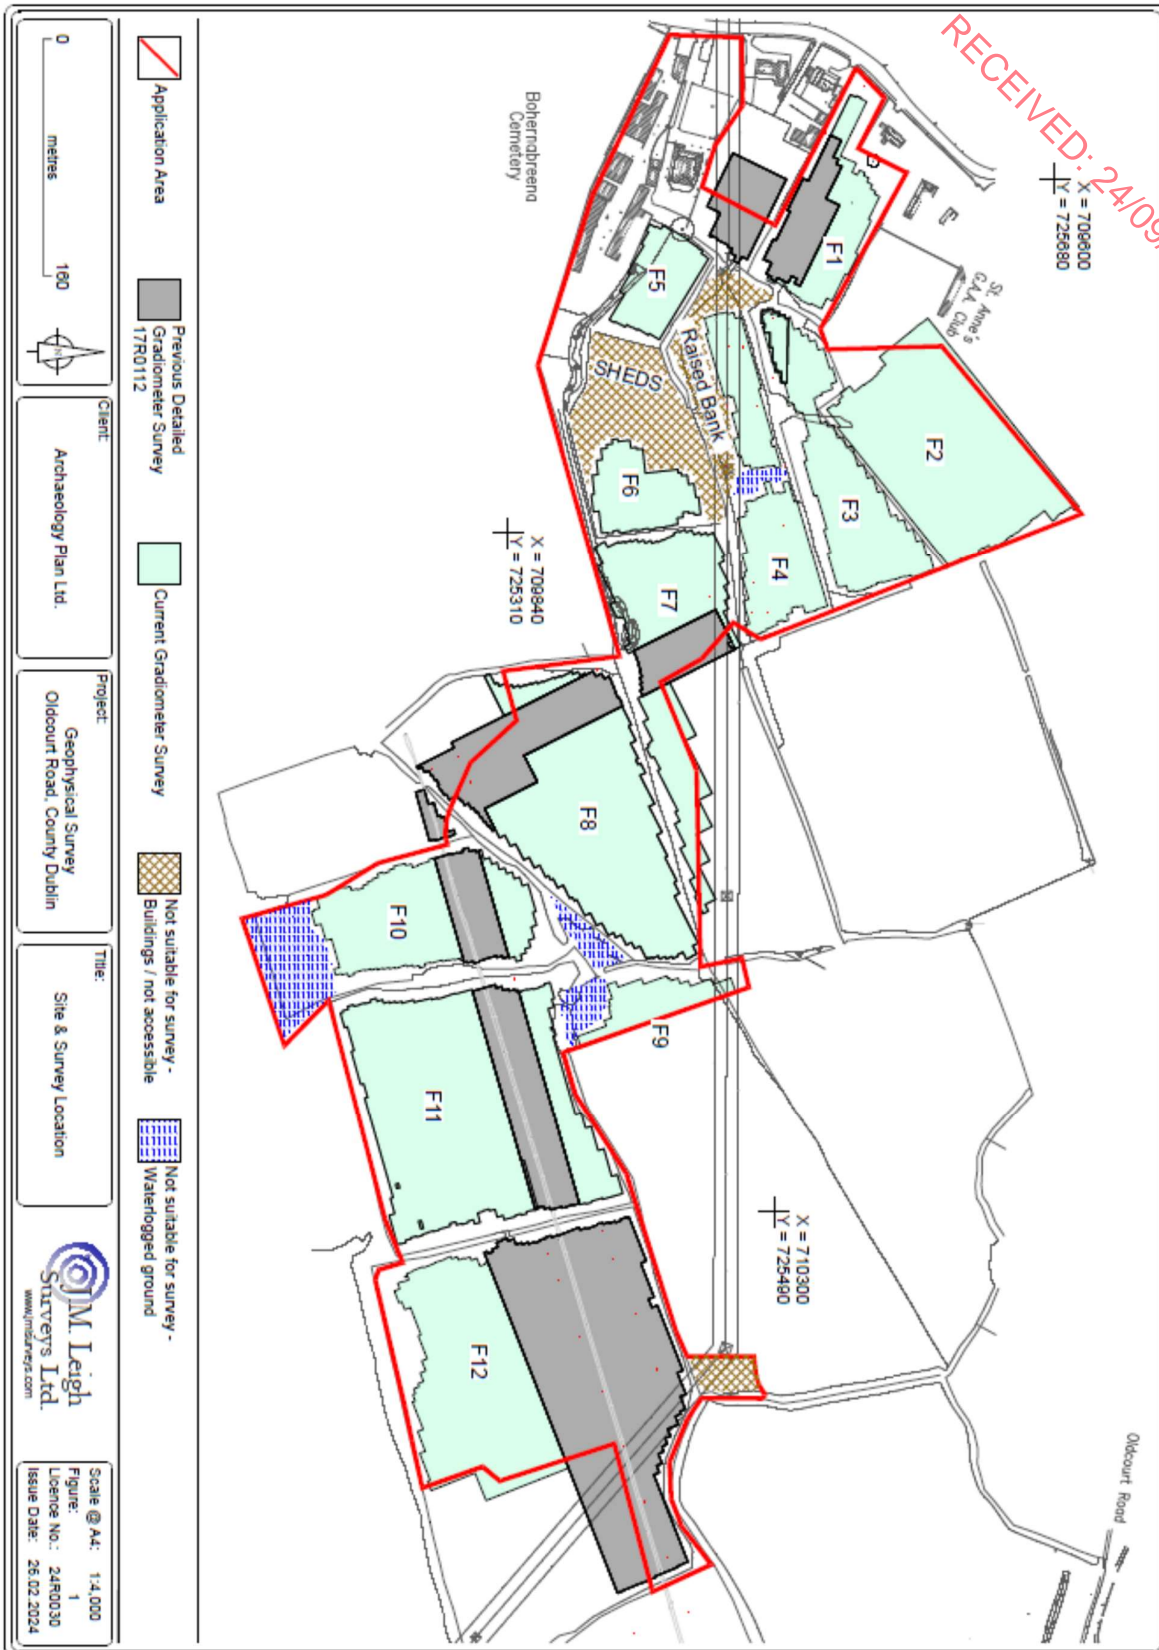 RECEIVED: 24/09/
X = 709600
Y = 725680
St. Anne's
G.A.A. Club
Bohernabreena
Cemetery
F1
F2
F3
F4
F5
F6
F7
F8
F9
F10
F11
F12
Raised Bank
SHEDS
X = 709840
Y = 725310
X = 710300
Y = 725490
Oldcourt Road
Application Area
Previous Detailed
Gradiometer Survey
17R0112
Current Gradiometer Survey
Not suitable for survey -
Buildings / not accessible
Not suitable for survey -
Waterlogged ground
0
metres
160
N
Client:
Archaeology Plan Ltd.
Project:
Geophysical Survey
Oldcourt Road, County Dublin
Title:
Site & Survey Location
J.M. Leigh
Surveys Ltd.
www.jmlsurveys.com
Scale @ A4: 1:4,000
Figure: 1
Licence No.: 24R0030
Issue Date: 26.02.2024